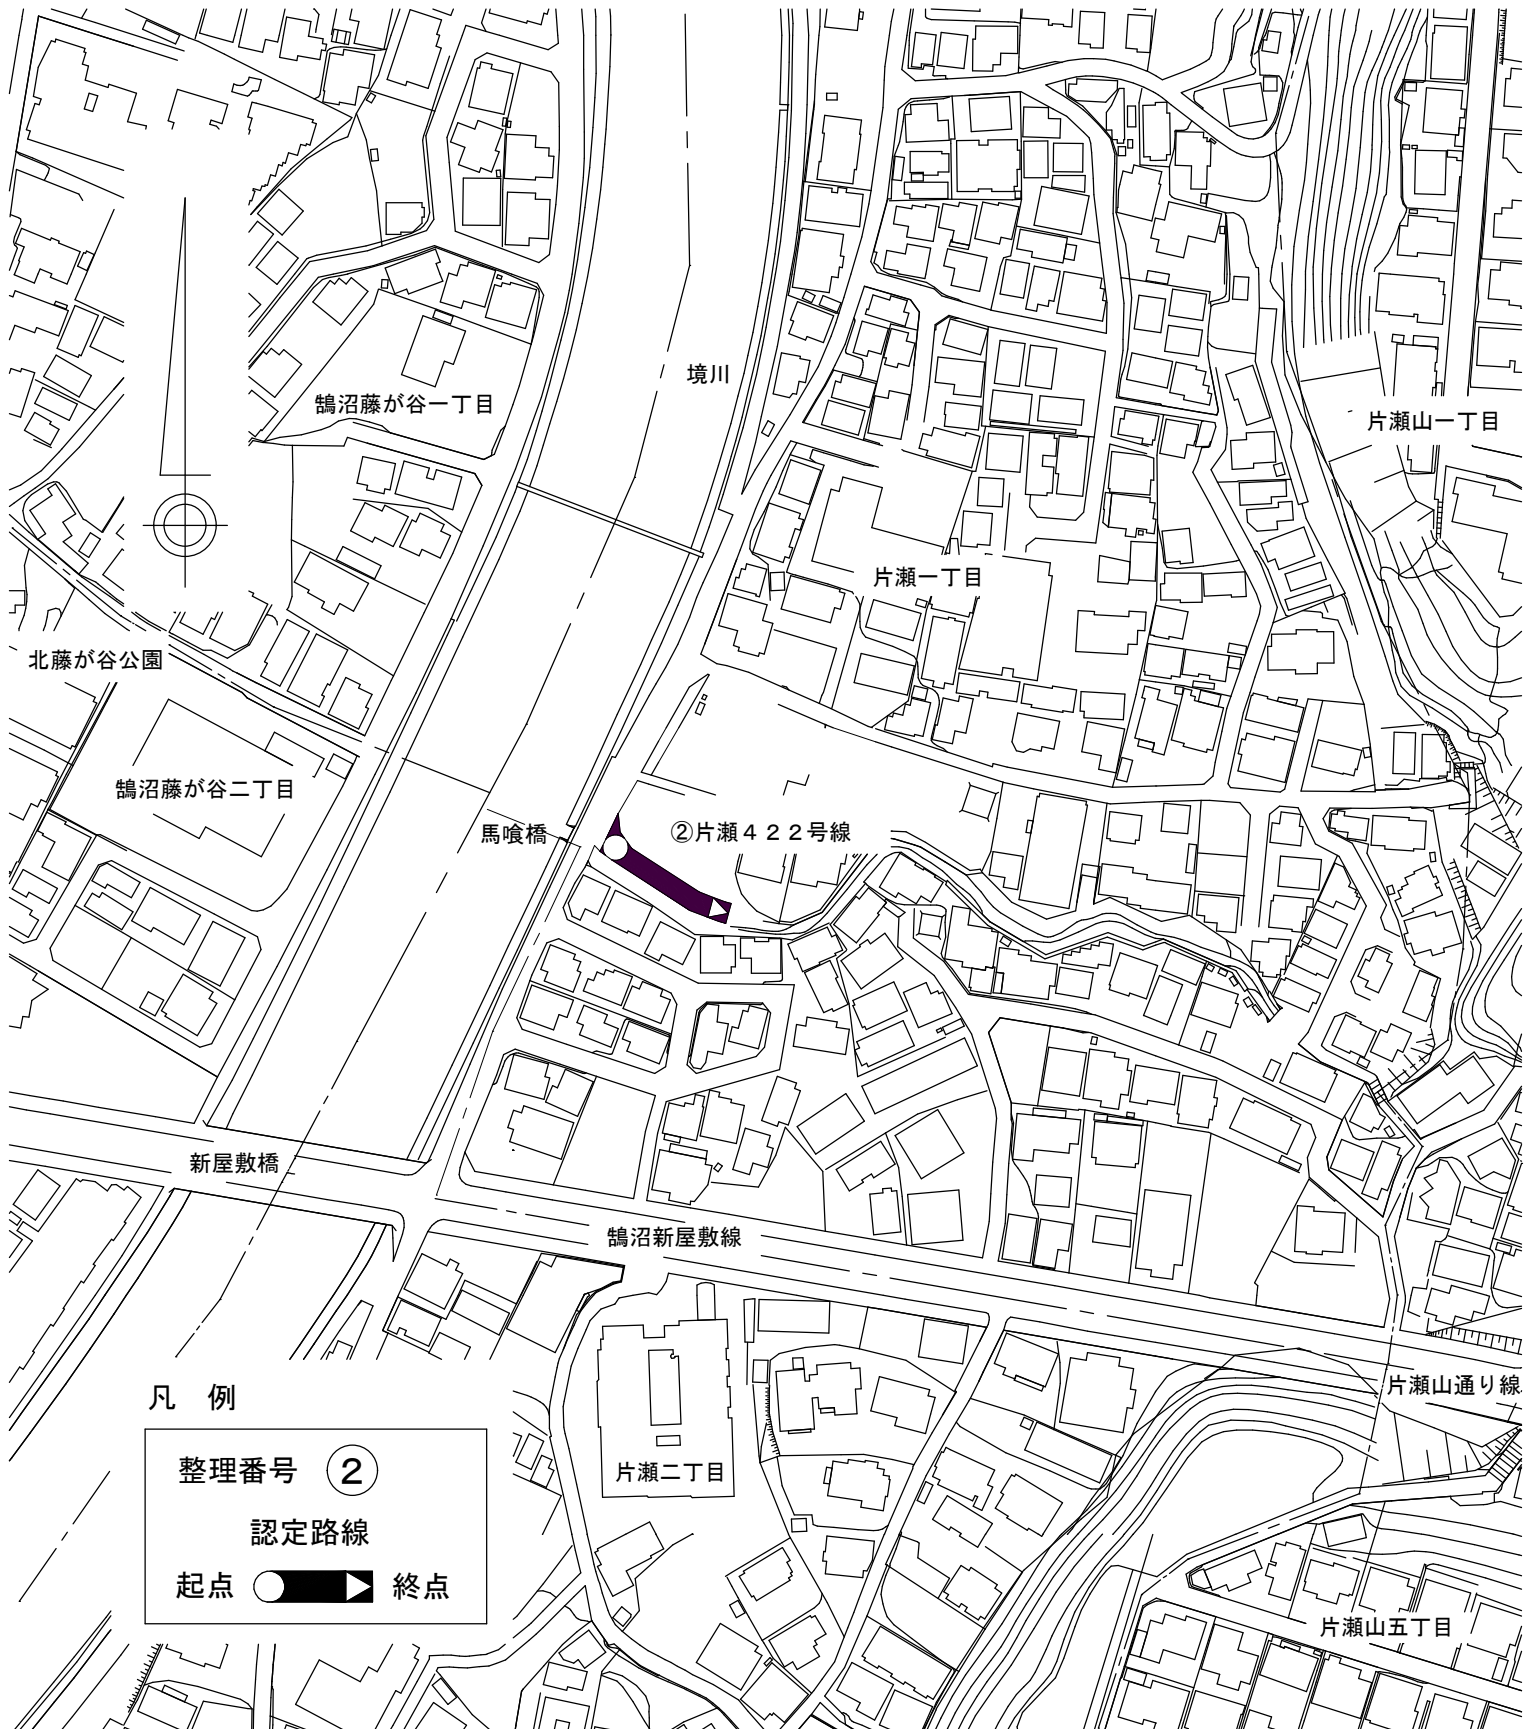 境川
鵠沼藤が谷一丁目
片瀬山一丁目
片瀬一丁目
北藤が谷公園
鵠沼藤が谷二丁目
馬喰橋
②片瀬４２２号線
新屋敷橋
鵠沼新屋敷線
片瀬山通り線
凡 例
整理番号 ②
認定路線
起点 終点
片瀬二丁目
片瀬山五丁目